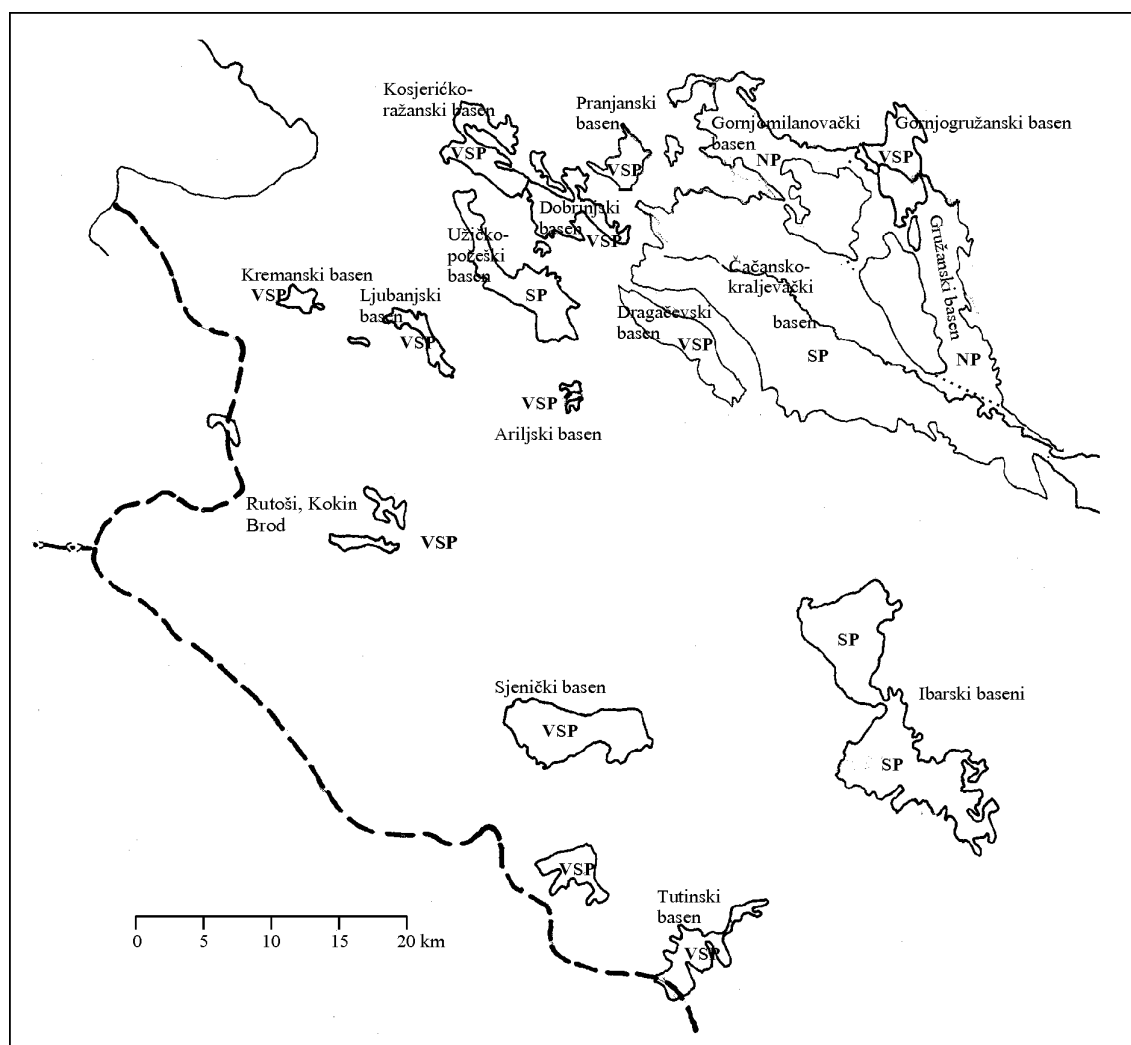 Kosjerićko-
ražanski basen
VSP
Pranjanski
basen
VSP
Gornjomilanovački
basen
NP
Gornjogružanski basen
VSP
Dobrinjski
basen
VSP
Užičko-
požeški
basen
SP
Kremanski basen
VSP
Ljubanjski
basen
VSP
Čačansko-
kraljevački
basen
SP
Gružanski basen
NP
Dragačevski
basen
VSP
VSP
Ariljski basen
Rutoši, Kokin
Brod
VSP
SP
Ibarski baseni
SP
Sjenički basen
VSP
VSP
Tutinski
basen
VSP
0 5 10 15 20 km